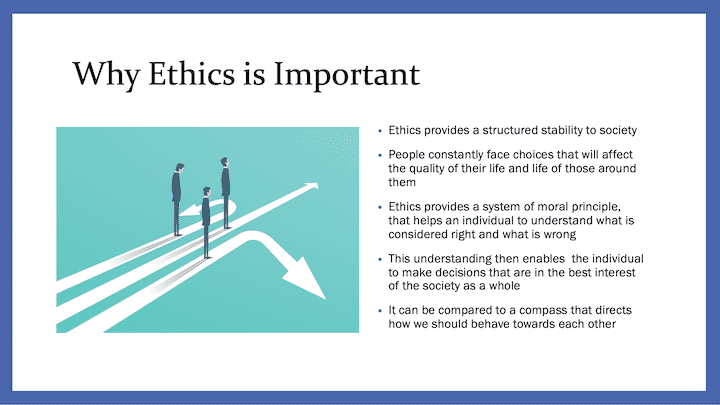 Why Ethics is Important
• Ethics provides a structured stability to society
• People constantly face choices that will affect
the quality of their life and life of those around
them
• Ethics provides a system of moral principle,
that helps an individual to understand what is
considered right and what is wrong
• This understanding then enables  the individual
to make decisions that are in the best interest
of the society as a whole
• It can be compared to a compass that directs
how we should behave towards each other